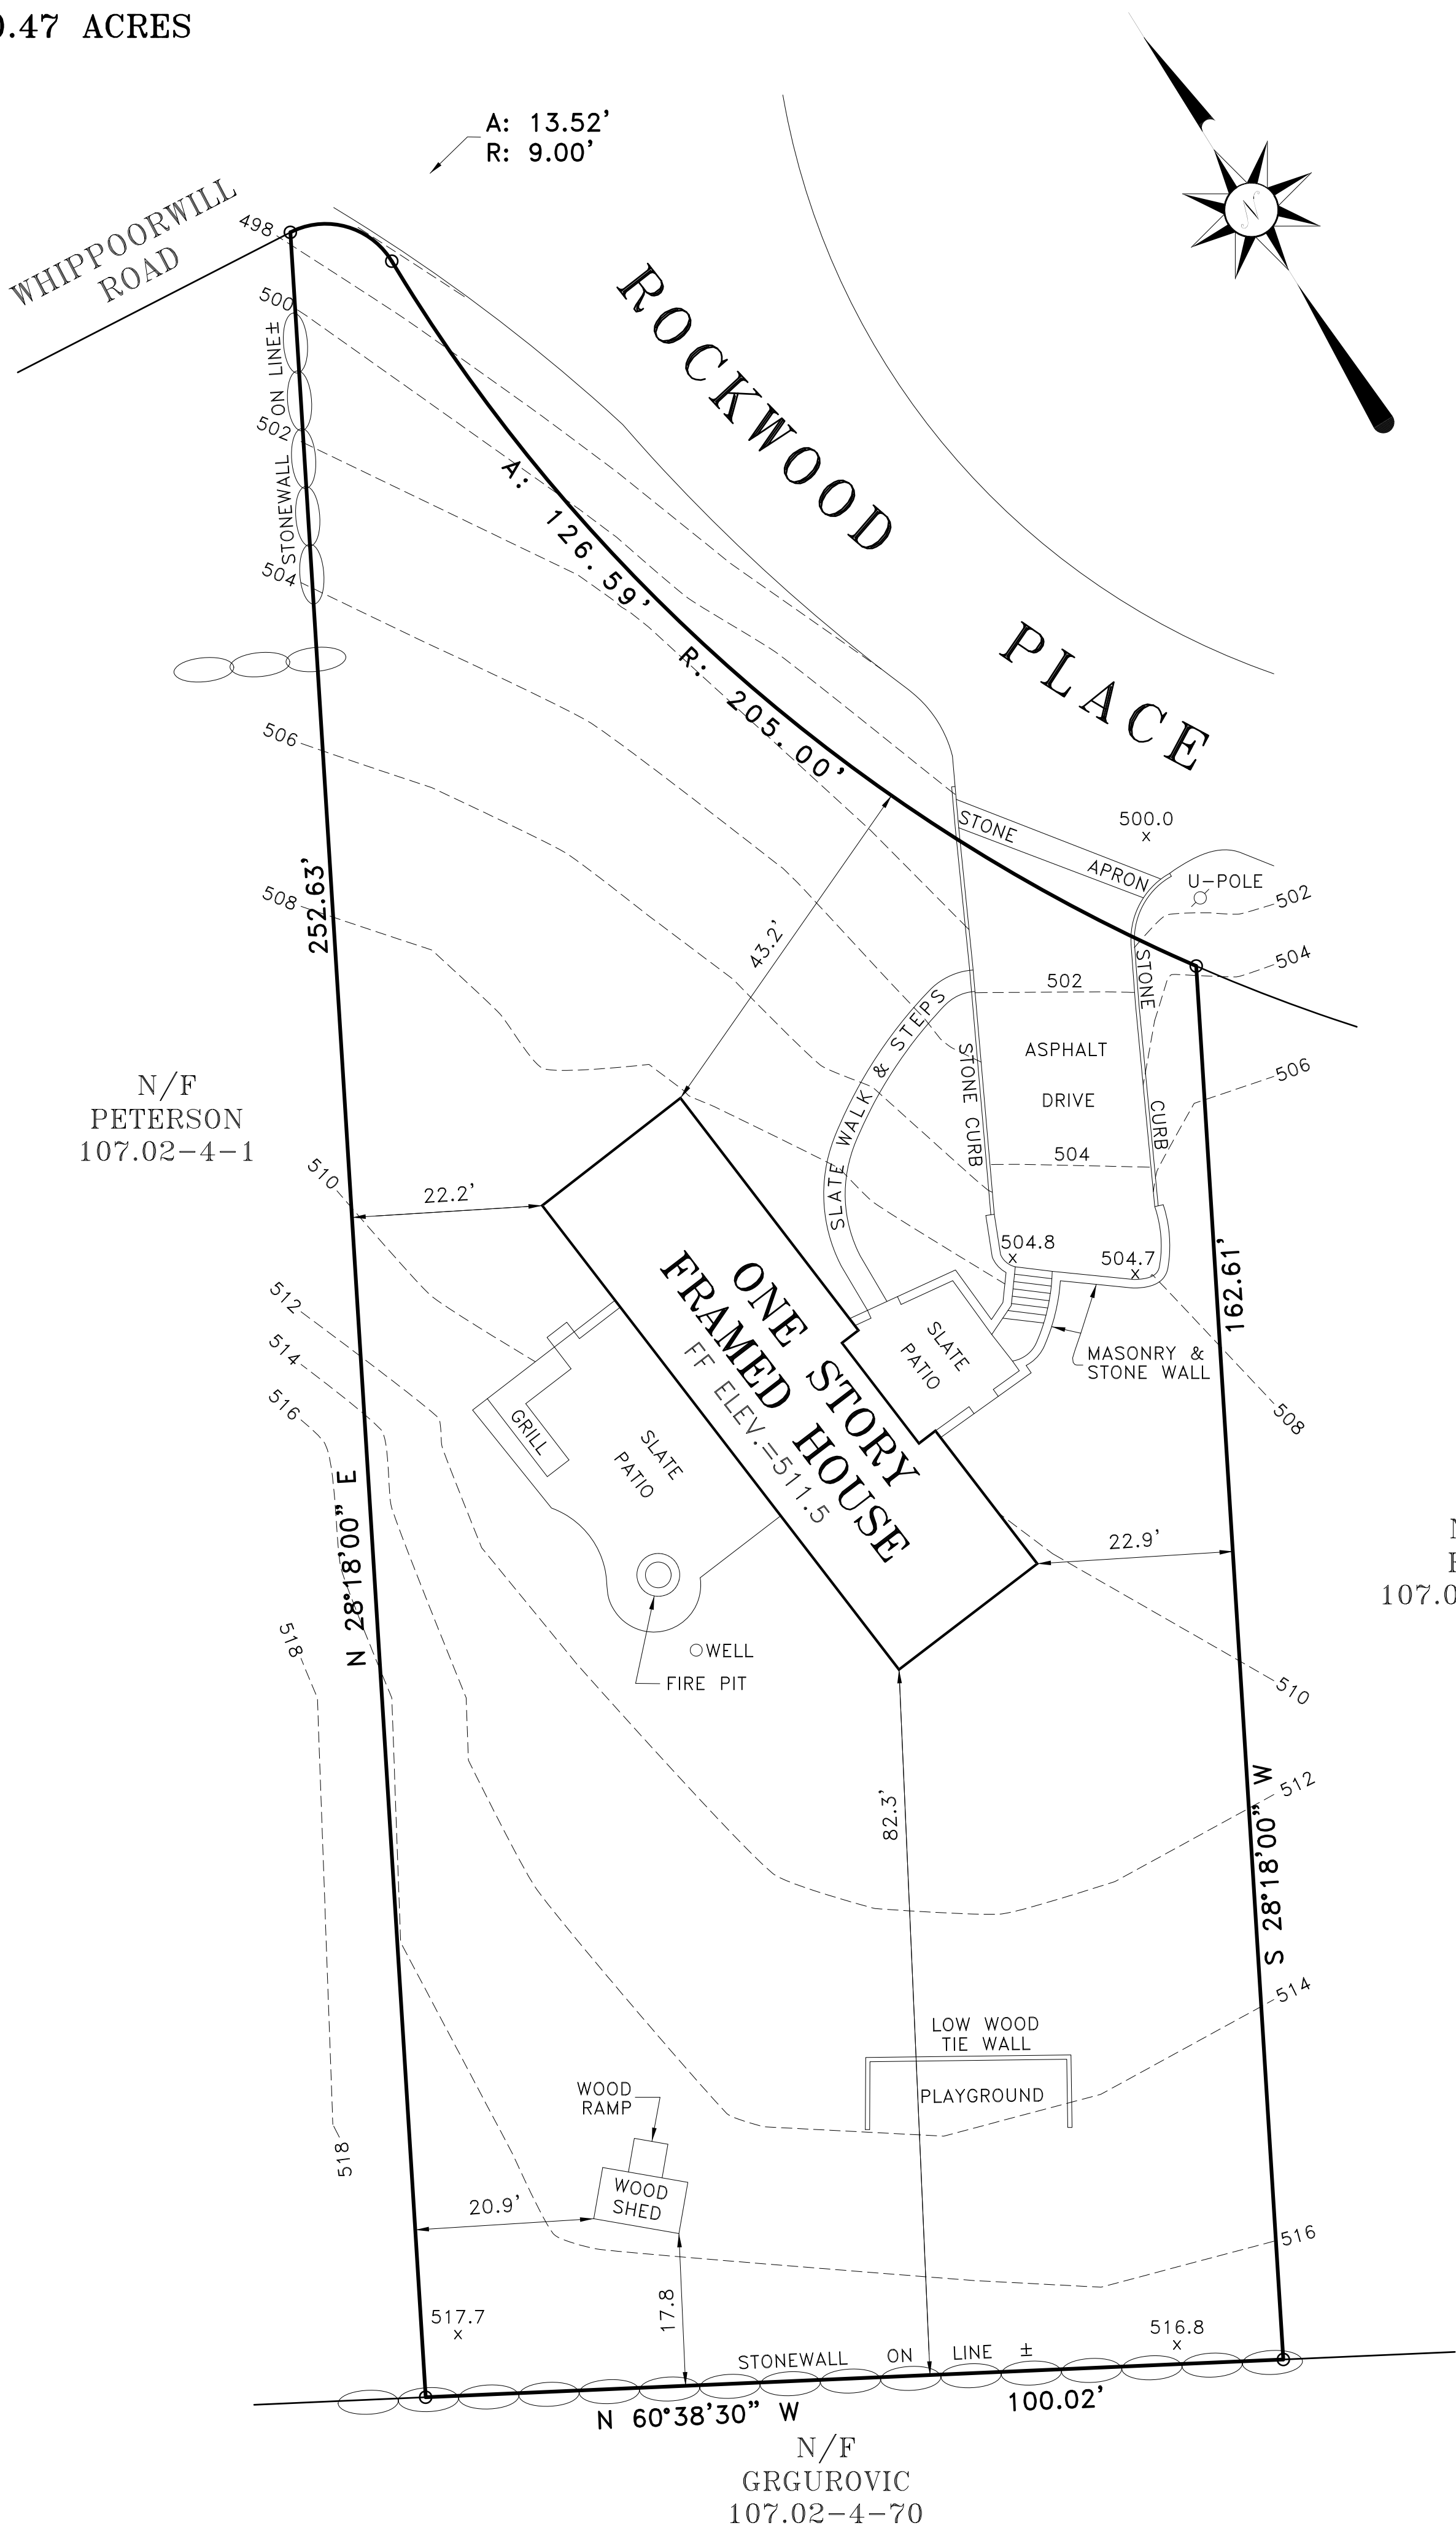 0.47 ACRES
A: 13.52'
R: 9.00'
WHIPPOORWILL
ROAD
N
ROCKWOOD
PLACE
498
500
502
504
506
508
510
512
514
516
518
518
STONEWALL ON LINE±
A: 126.59'
R: 205.00'
252.63'
N 28°18'00" E
STONE APRON
500.0
x
U-POLE
502
504
506
508
510
512
514
516
43.2'
SLATE WALK & STEPS
STONE CURB
STONE CURB
502
ASPHALT
DRIVE
504
504.8
x
504.7
x
162.61'
S 28°18'00" W
N/F
PETERSON
107.02-4-1
22.2'
ONE STORY
FRAMED HOUSE
FF ELEV.=511.5
SLATE
PATIO
MASONRY &
STONE WALL
GRILL
SLATE
PATIO
22.9'
107.0
WELL
FIRE PIT
82.3'
LOW WOOD
TIE WALL
PLAYGROUND
WOOD
RAMP
WOOD
SHED
20.9'
17.8
517.7
x
516.8
x
STONEWALL ON LINE ±
N 60°38'30" W
100.02'
N/F
GRGUROVIC
107.02-4-70